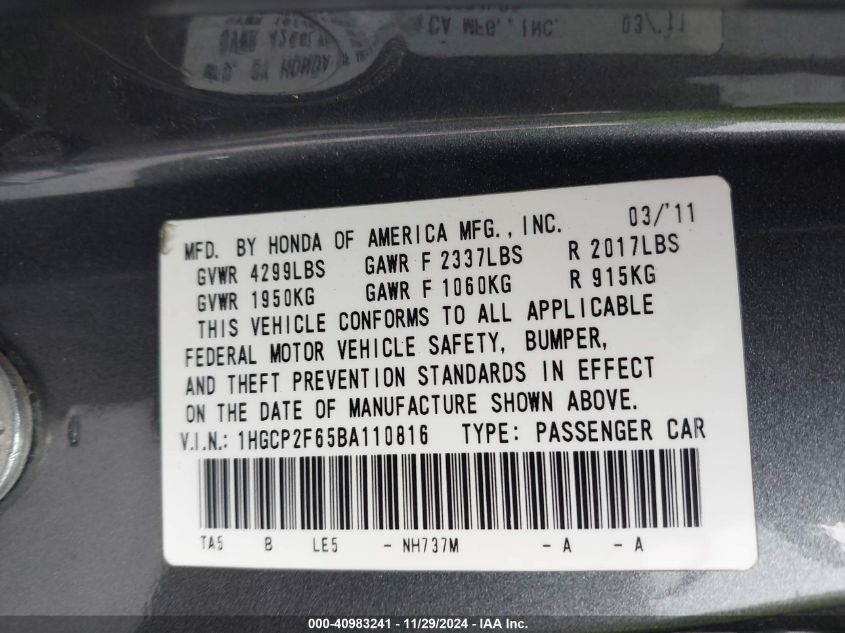 MFD. BY HONDA OF AMERICA MFG., INC. 03/'11
GVWR 4299LBS GAWR F 2337LBS R 2017LBS
GVWR 1950KG GAWR F 1060KG R 915KG
THIS VEHICLE CONFORMS TO ALL APPLICABLE
FEDERAL MOTOR VEHICLE SAFETY, BUMPER,
AND THEFT PREVENTION STANDARDS IN EFFECT
ON THE DATE OF MANUFACTURE SHOWN ABOVE.
V.I.N.: 1HGCP2F65BA110816 TYPE: PASSENGER CAR
TA5 B LE5 - NH737M - A - A
000-40983241 - 11/29/2024 - IAA Inc.